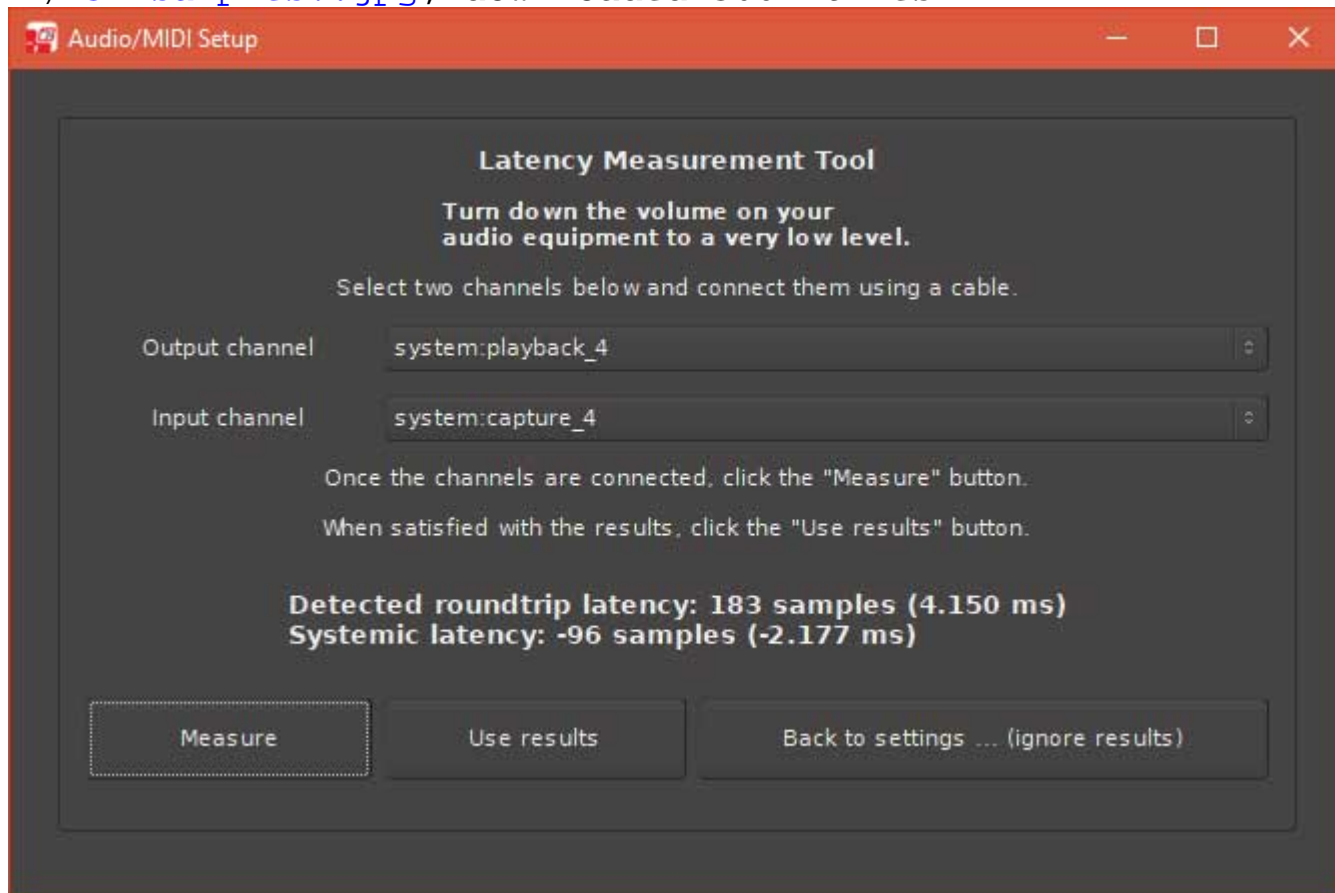 Audio/MIDI Setup
Latency Measurement Tool
Turn down the volume on your
audio equipment to a very low level.
Select two channels below and connect them using a cable.
Output channel system:playback_4
Input channel system:capture_4
Once the channels are connected, click the "Measure" button.
When satisfied with the results, click the "Use results" button.
Detected roundtrip latency: 183 samples (4.150 ms)
Systemic latency: -96 samples (-2.177 ms)
Measure Use results Back to settings ... (ignore results)